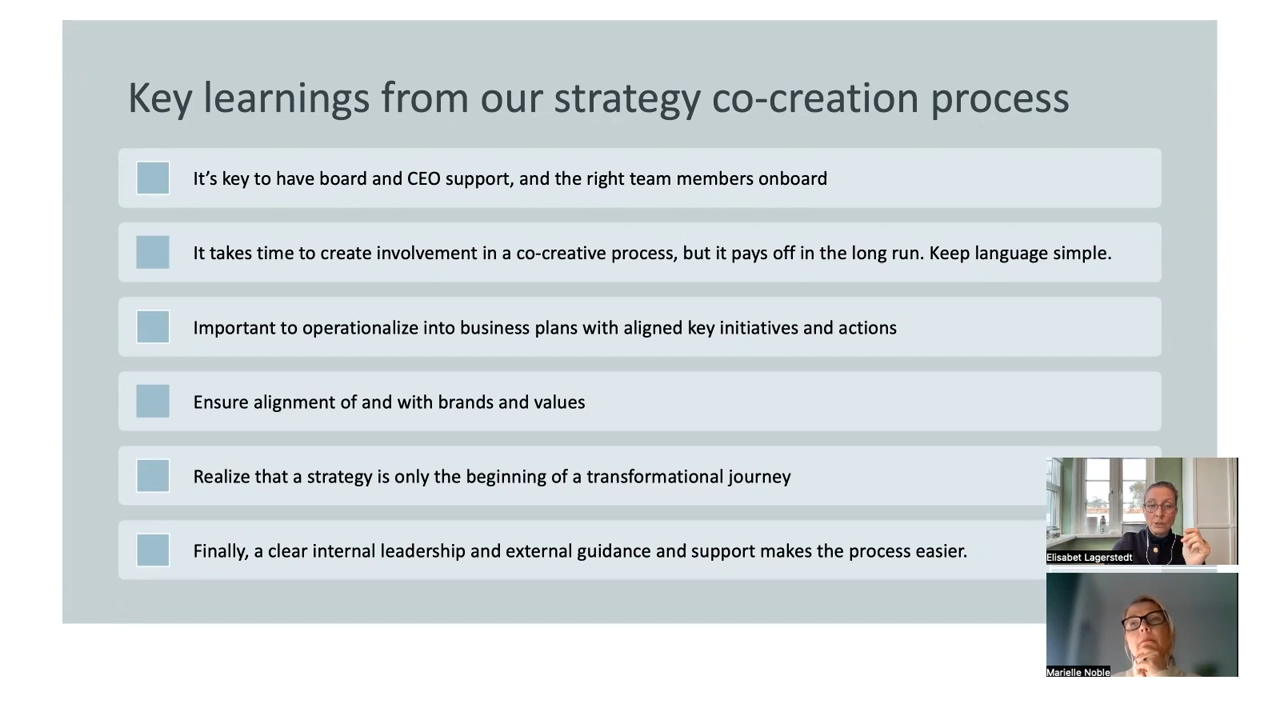 Key learnings from our strategy co-creation process
It’s key to have board and CEO support, and the right team members onboard
It takes time to create involvement in a co-creative process, but it pays off in the long run. Keep language simple.
Important to operationalize into business plans with aligned key initiatives and actions
Ensure alignment of and with brands and values
Realize that a strategy is only the beginning of a transformational journey
Finally, a clear internal leadership and external guidance and support makes the process easier.
Elisabet Lagerstedt
Marielle Noble